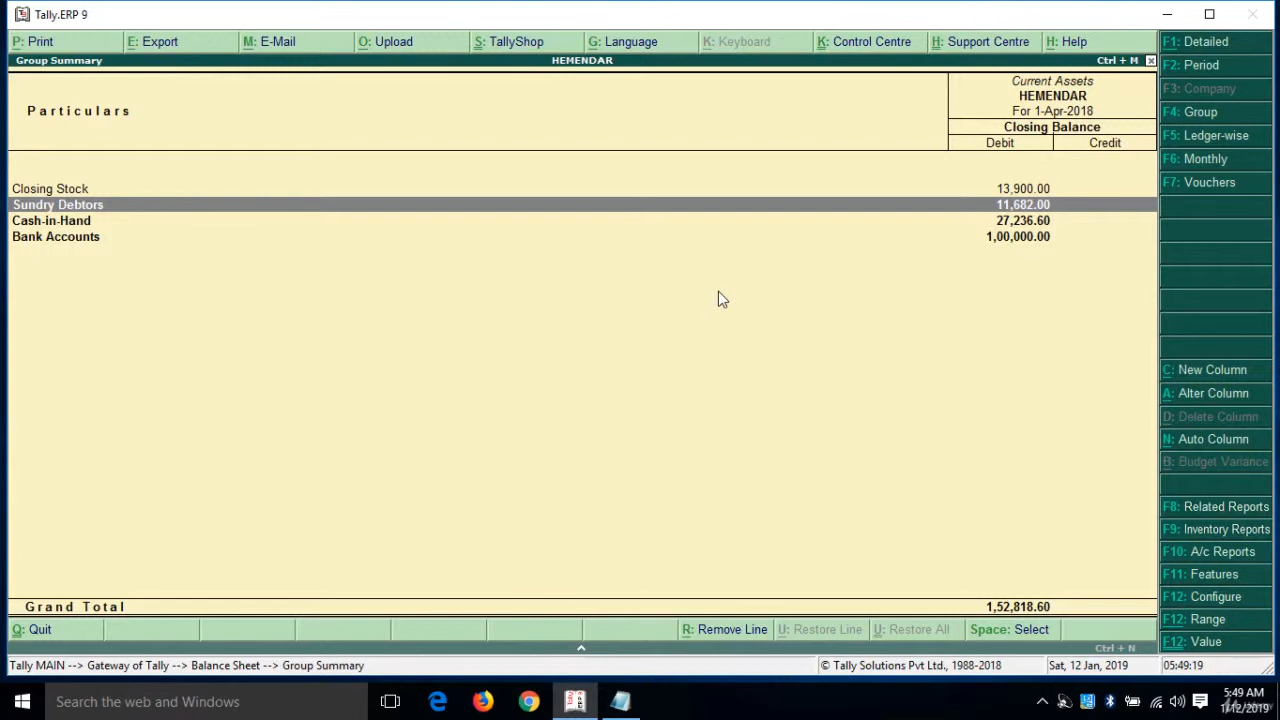 Tally.ERP 9
P: Print E: Export M: E-Mail O: Upload S: TallyShop G: Language K: Keyboard K: Control Centre H: Support Centre H: Help
Group Summary HEMENDAR Ctrl + M
Particulars
Current Assets
HEMENDAR
For 1-Apr-2018
Closing Balance
Debit Credit
Closing Stock 13,900.00
Sundry Debtors 11,682.00
Cash-in-Hand 27,236.60
Bank Accounts 1,00,000.00
Grand Total 1,52,818.60
F1: Detailed
F2: Period
F3: Company
F4: Group
F5: Ledger-wise
F6: Monthly
F7: Vouchers
C: New Column
A: Alter Column
D: Delete Column
N: Auto Column
B: Budget Variance
F8: Related Reports
F9: Inventory Reports
F10: A/c Reports
F11: Features
F12: Configure
F12: Range
F12: Value
Q: Quit R: Remove Line U: Restore Line U: Restore All Space: Select
Ctrl + N
Tally MAIN --> Gateway of Tally --> Balance Sheet --> Group Summary © Tally Solutions Pvt Ltd., 1988-2018 Sat, 12 Jan, 2019 05:49:19
Search the web and Windows
5:49 AM
1/12/2019